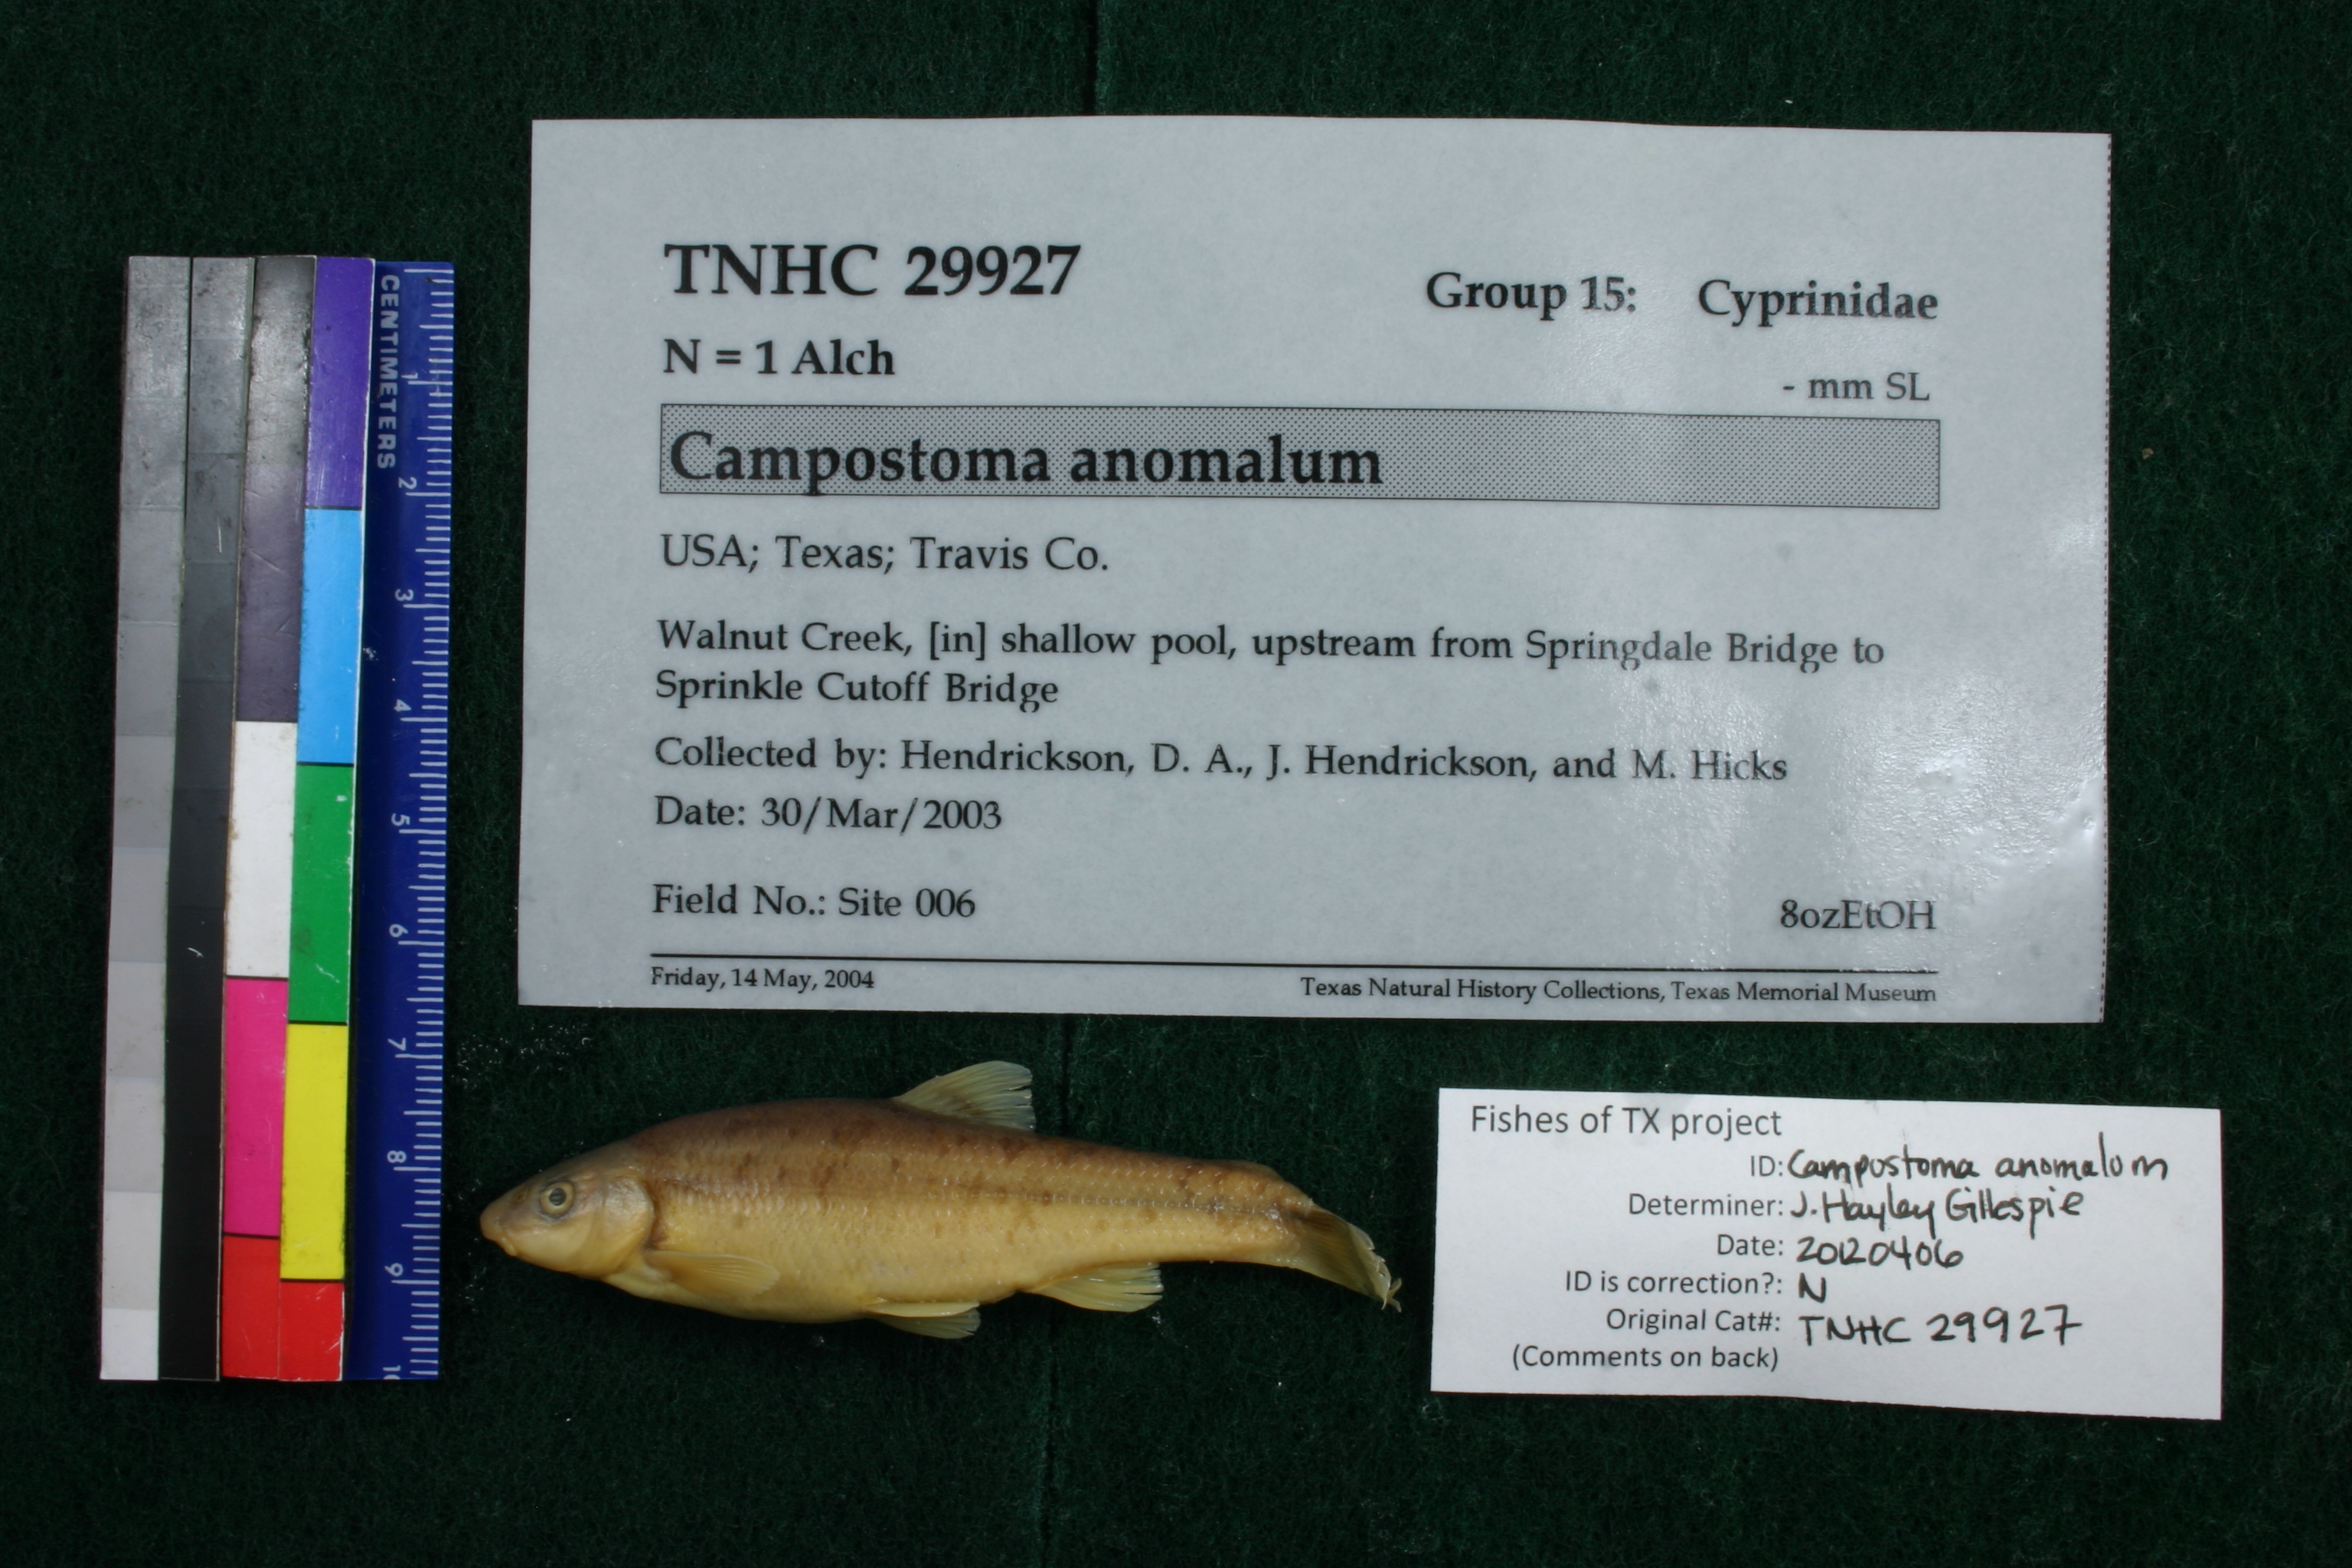 TNHC 29927
Group 15: Cyprinidae
N = 1 Alch
- mm SL
Campostoma anomalum
USA; Texas; Travis Co.
Walnut Creek, [in] shallow pool, upstream from Springdale Bridge to
Sprinkle Cutoff Bridge
Collected by: Hendrickson, D. A., J. Hendrickson, and M. Hicks
Date: 30/Mar/2003
Field No.: Site 006
8ozEtOH
Friday, 14 May, 2004
Texas Natural History Collections, Texas Memorial Museum
CENTIMETERS
1
2
3
4
5
6
7
8
9
Fishes of TX project
ID: Campostoma anomalum
Determiner: J. Hayley Gillespie
Date: 20120406
ID is correction?: N
Original Cat#: TNHC 29927
(Comments on back)